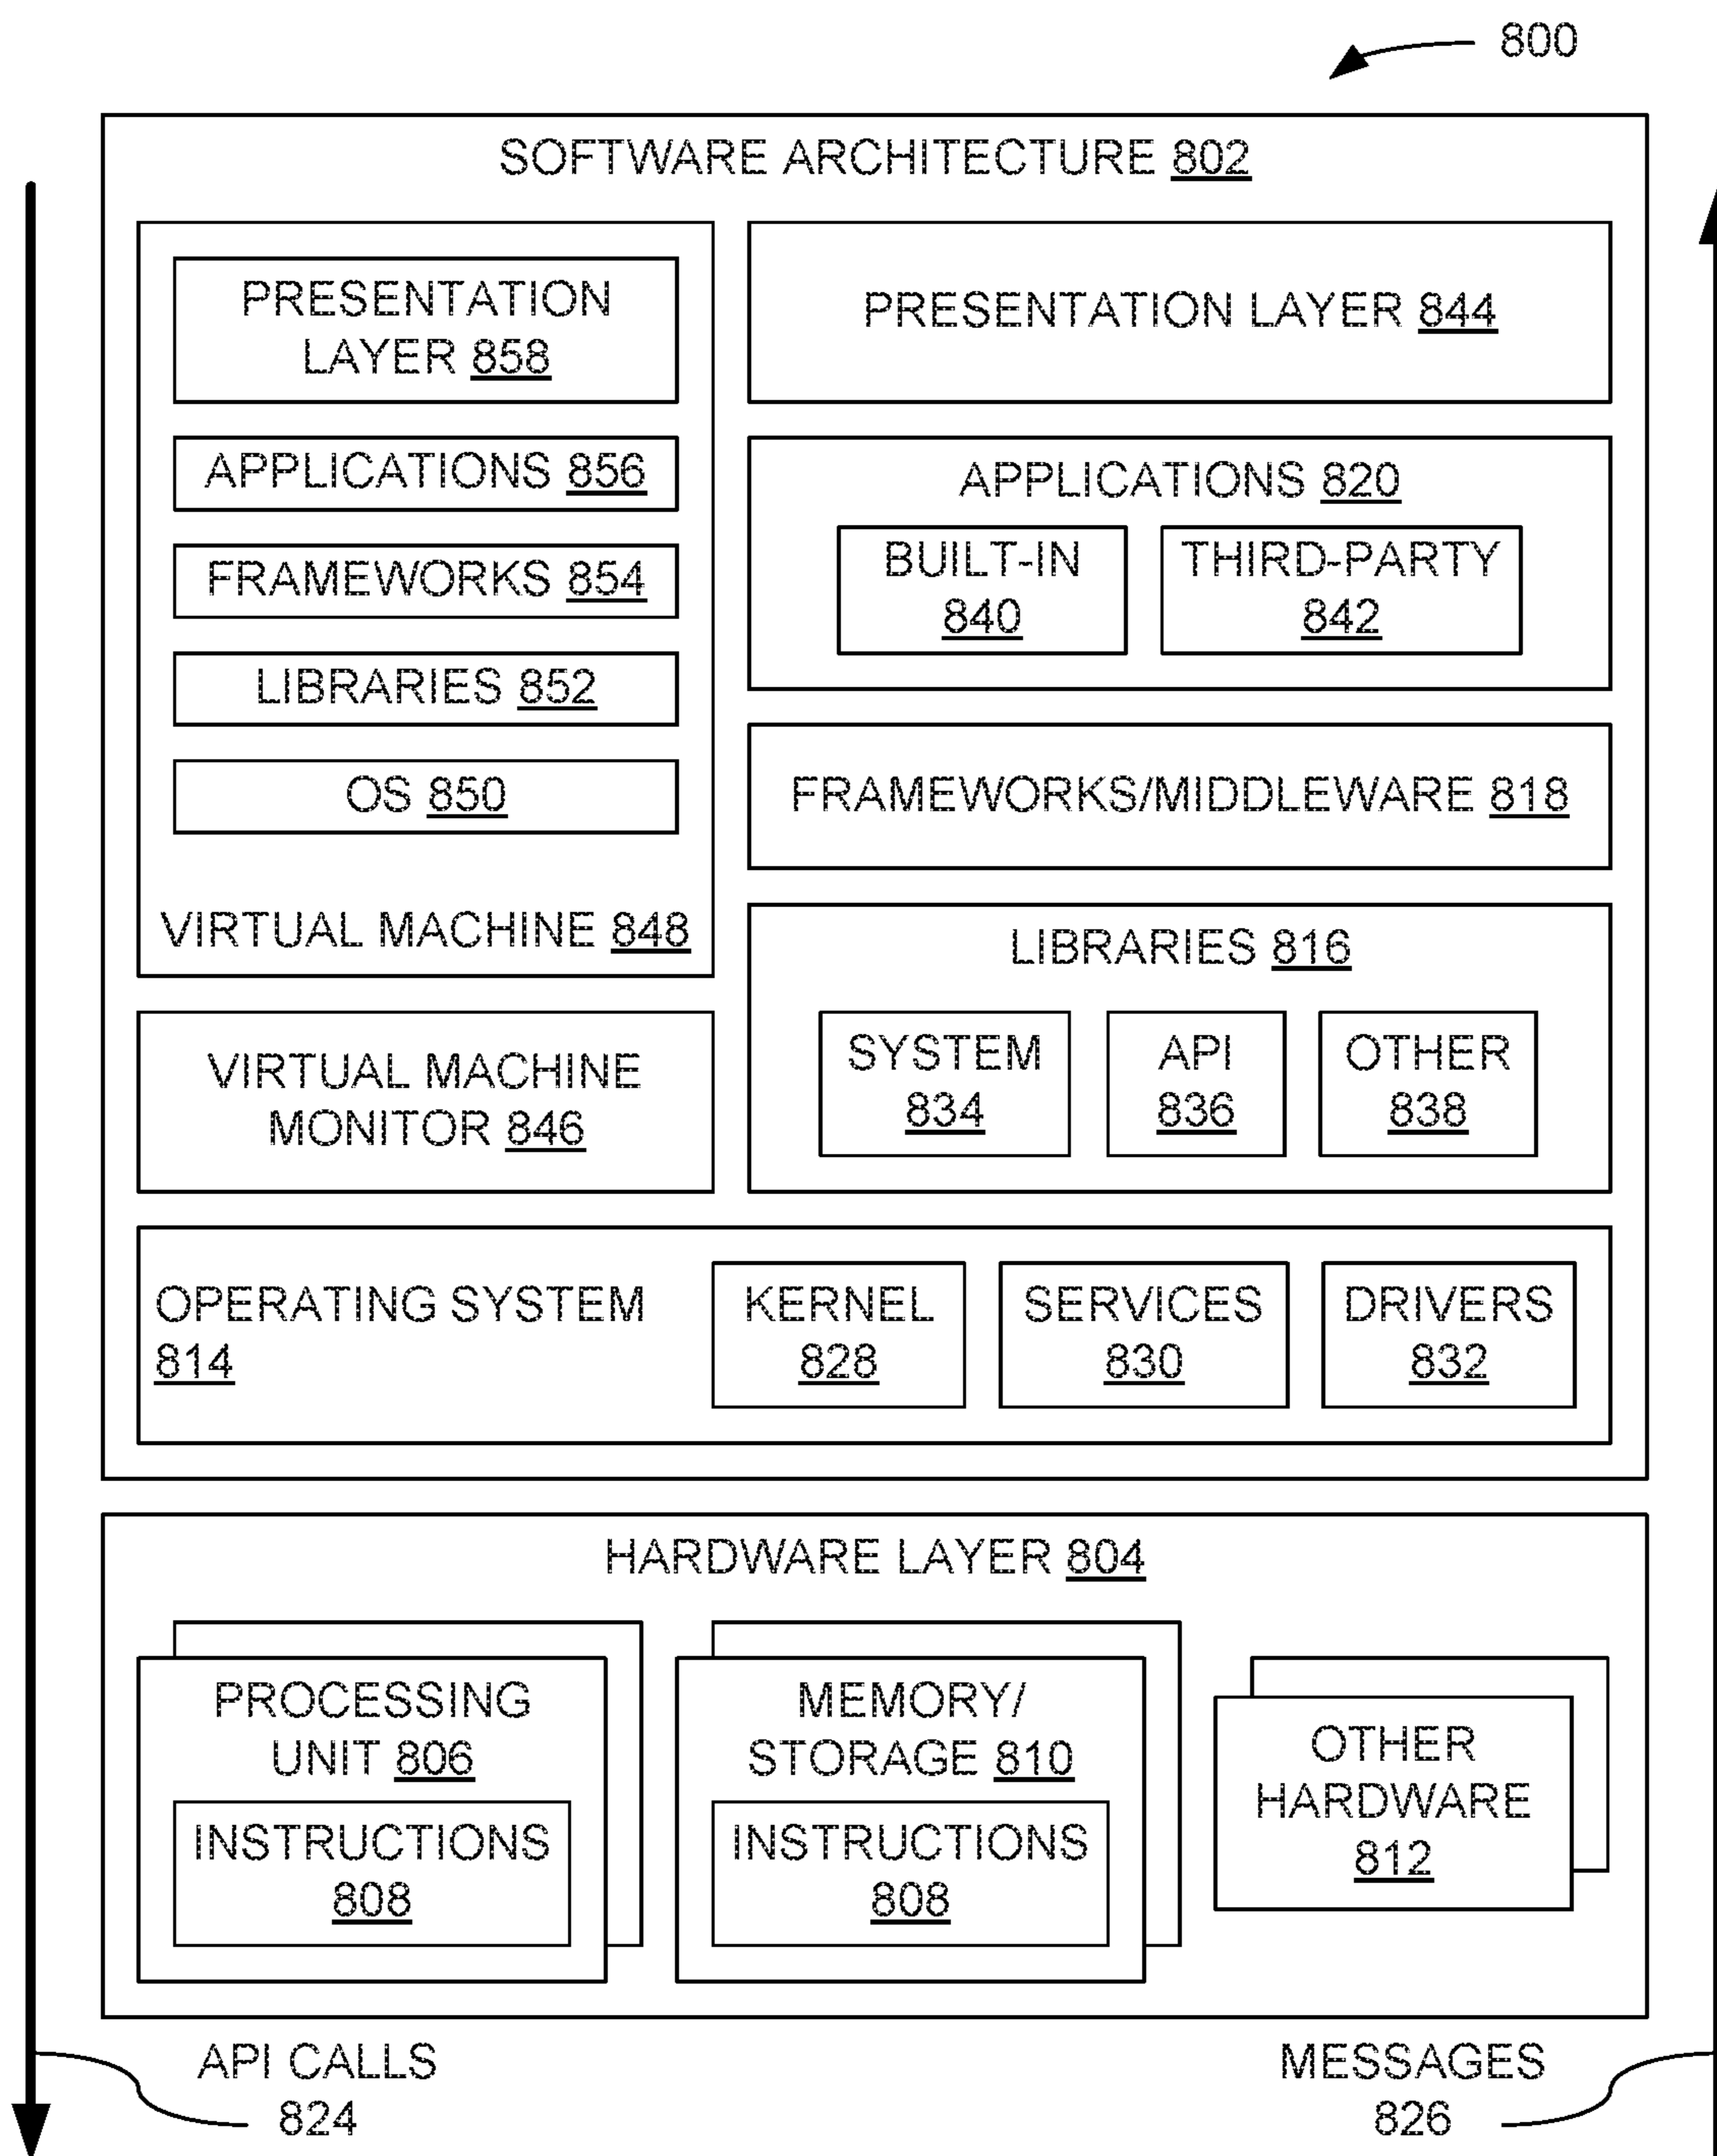 800
SOFTWARE ARCHITECTURE 802
PRESENTATION
LAYER 858
APPLICATIONS 856
FRAMEWORKS 854
LIBRARIES 852
OS 850
VIRTUAL MACHINE 848
VIRTUAL MACHINE
MONITOR 846
PRESENTATION LAYER 844
APPLICATIONS 820
BUILT-IN
840
THIRD-PARTY
842
FRAMEWORKS/MIDDLEWARE 818
LIBRARIES 816
SYSTEM
834
API
836
OTHER
838
OPERATING SYSTEM
814
KERNEL
828
SERVICES
830
DRIVERS
832
HARDWARE LAYER 804
PROCESSING
UNIT 806
INSTRUCTIONS
808
MEMORY/
STORAGE 810
INSTRUCTIONS
808
OTHER
HARDWARE
812
API CALLS
824
MESSAGES
826